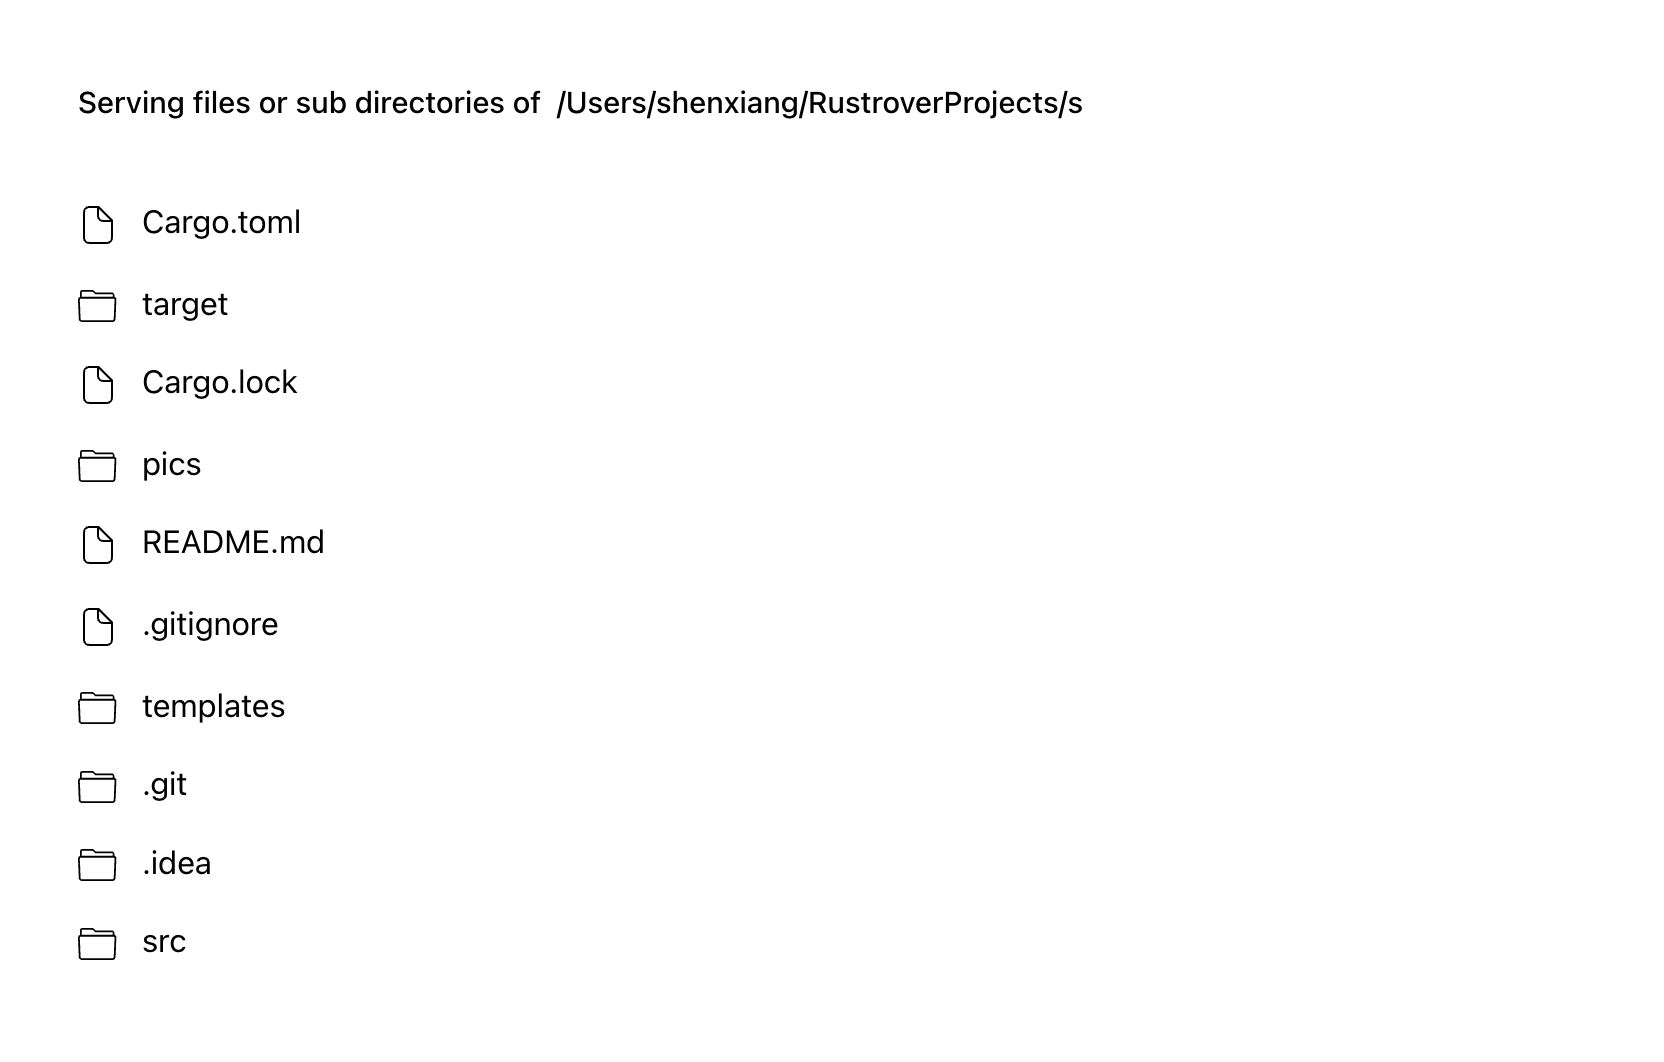 Serving files or sub directories of /Users/shenxiang/RustroverProjects/s
Cargo.toml
target
Cargo.lock
pics
README.md
.gitignore
templates
.git
.idea
src